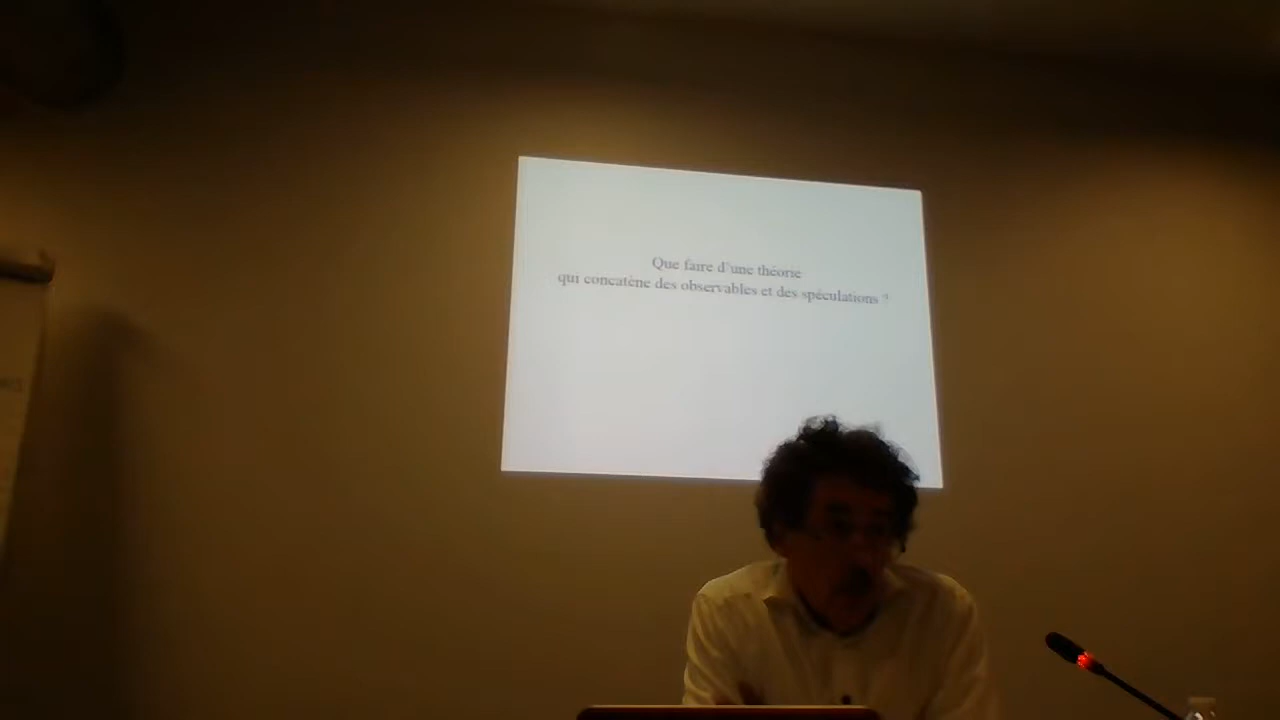 Que faire d'une théorie
qui concatène des observables et des spéculations ?